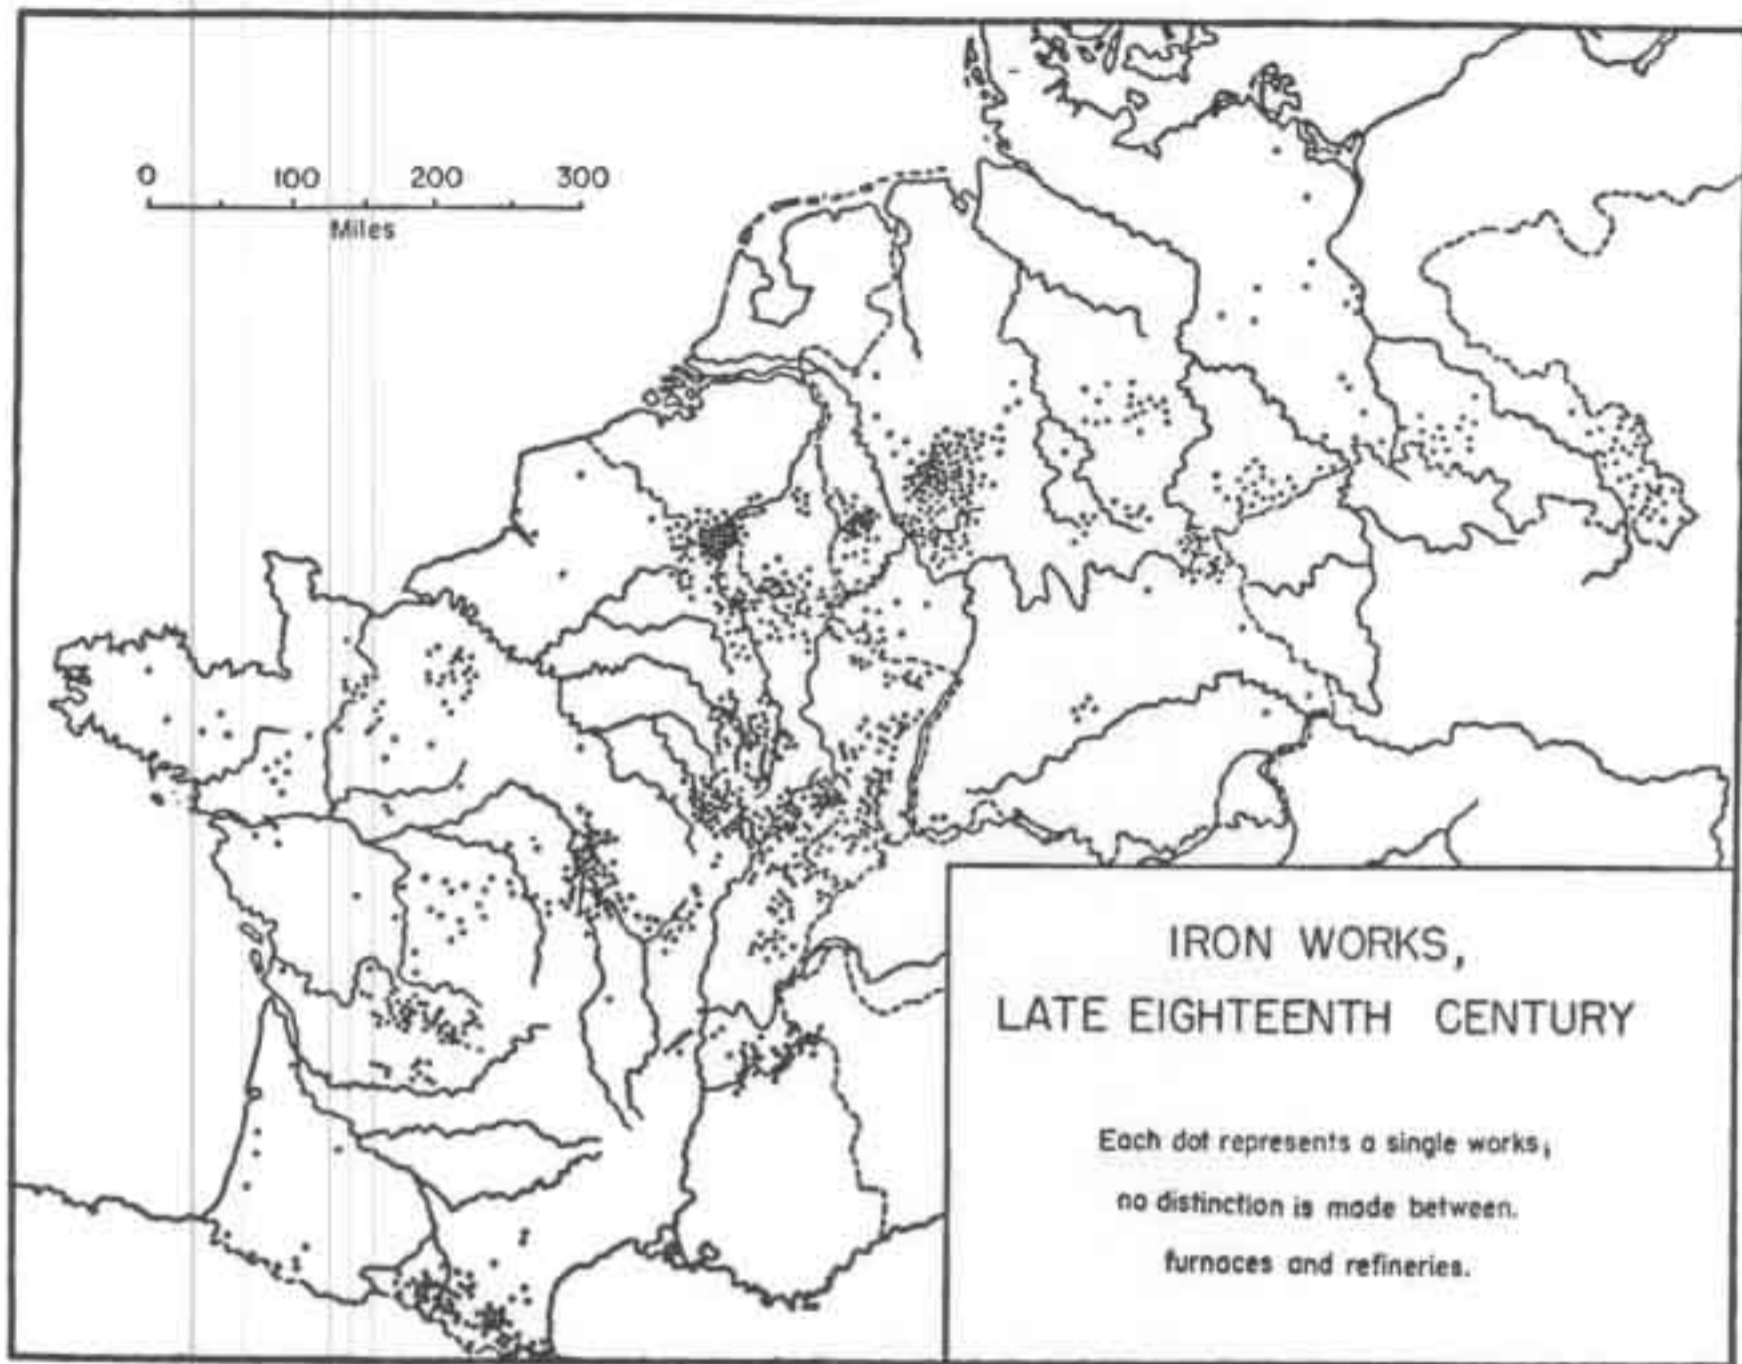 0 100 200 300
Miles
IRON WORKS,
LATE EIGHTEENTH CENTURY
Each dot represents a single works;
no distinction is made between.
furnaces and refineries.